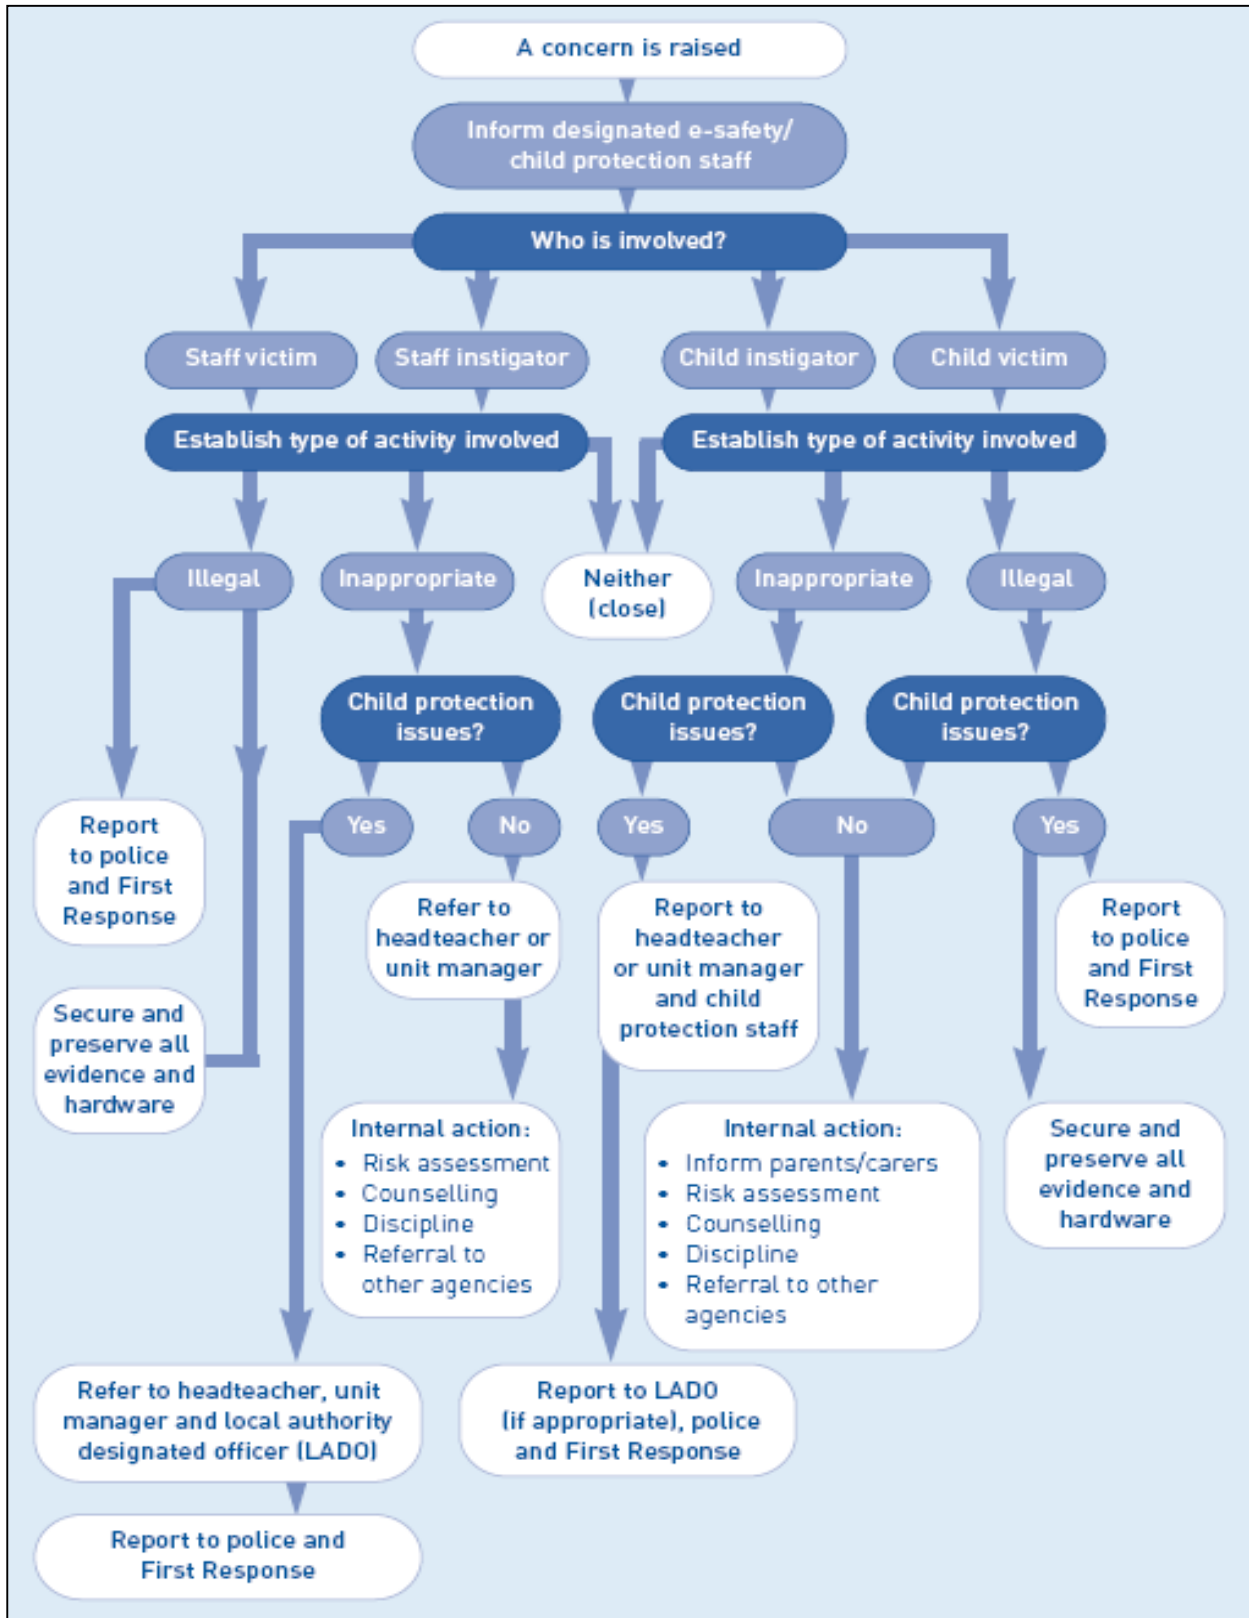 A concern is raised
Inform designated e-safety/
child protection staff
Who is involved?
Staff victim
Staff instigator
Child instigator
Child victim
Establish type of activity involved
Establish type of activity involved
Illegal
Inappropriate
Neither
(close)
Inappropriate
Illegal
Child protection
issues?
Child protection
issues?
Child protection
issues?
Yes
No
Yes
No
Yes
Report
to police
and First
Response
Refer to
headteacher or
unit manager
Report to
headteacher
or unit manager
and child
protection staff
Report
to police
and First
Response
Secure and
preserve all
evidence and
hardware
Internal action:
• Risk assessment
• Counselling
• Discipline
• Referral to
other agencies
Internal action:
• Inform parents/carers
• Risk assessment
• Counselling
• Discipline
• Referral to other
agencies
Secure and
preserve all
evidence and
hardware
Refer to headteacher, unit
manager and local authority
designated officer (LADO)
Report to LADO
(if appropriate), police
and First Response
Report to police and
First Response